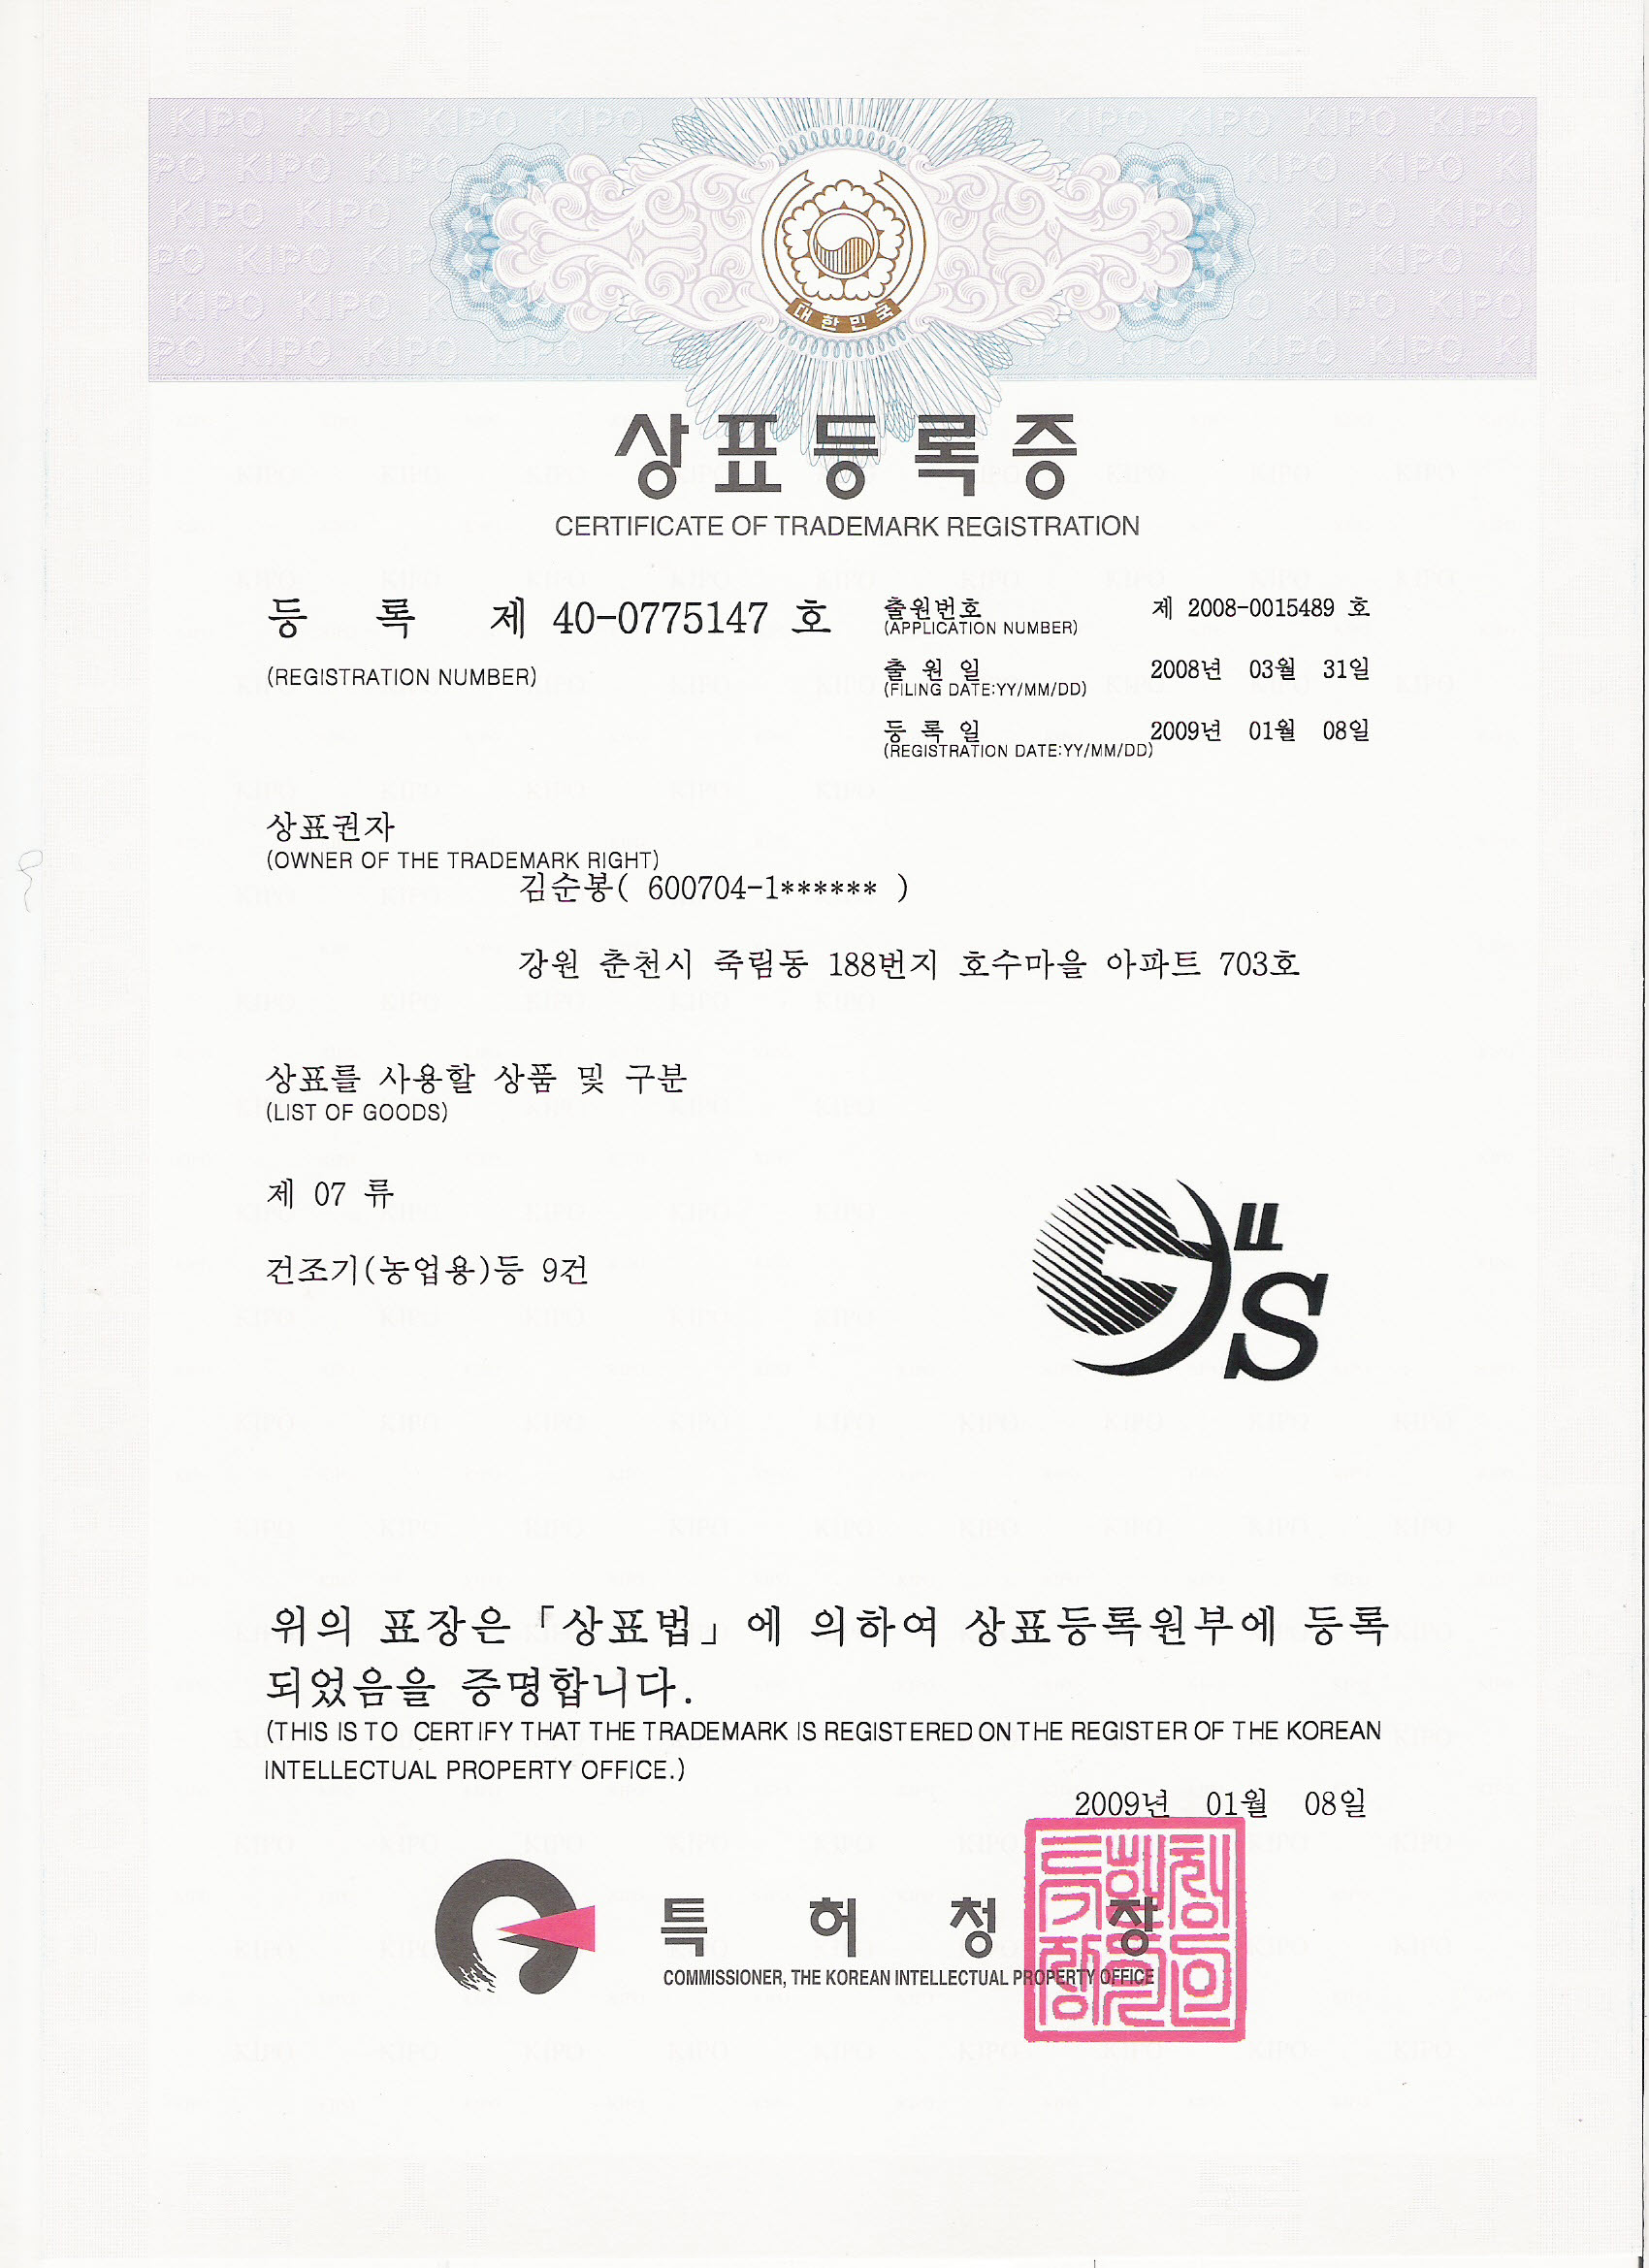 대한민국
상표등록증
CERTIFICATE OF TRADEMARK REGISTRATION
등 록 제 40-0775147 호
(REGISTRATION NUMBER)
출원번호 제 2008-0015489 호
(APPLICATION NUMBER)
출 원 일 2008년 03월 31일
(FILING DATE:YY/MM/DD)
등 록 일 2009년 01월 08일
(REGISTRATION DATE:YY/MM/DD)
상표권자
(OWNER OF THE TRADEMARK RIGHT)
김순봉( 600704-1****** )
강원 춘천시 죽림동 188번지 호수마을 아파트 703호
상표를 사용할 상품 및 구분
(LIST OF GOODS)
제 07 류
건조기(농업용)등 9건
위의 표장은「상표법」에 의하여 상표등록원부에 등록
되었음을 증명합니다.
(THIS IS TO CERTIFY THAT THE TRADEMARK IS REGISTERED ON THE REGISTER OF THE KOREAN
INTELLECTUAL PROPERTY OFFICE.)
2009년 01월 08일
특 허 청 장
COMMISSIONER, THE KOREAN INTELLECTUAL PROPERTY OFFICE